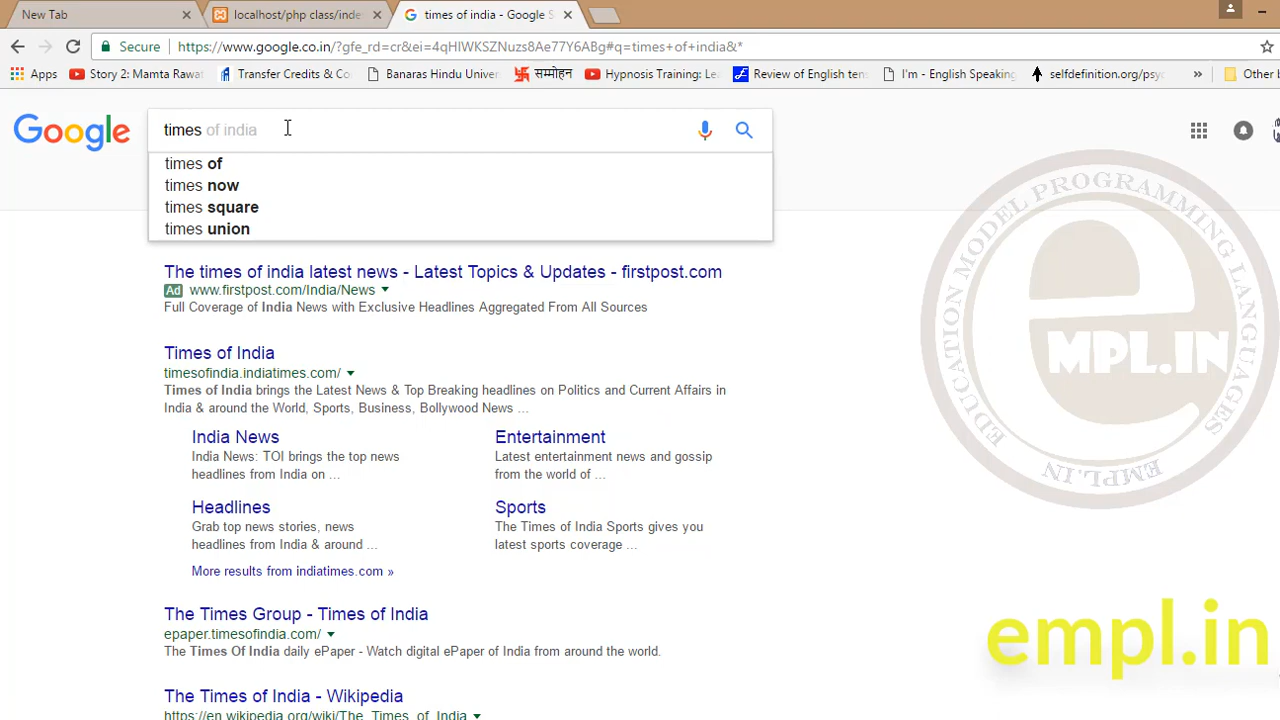 New Tab
localhost/php class/inde
times of india - Google S
Secure
https://www.google.co.in/?gfe_rd=cr&ei=4qHIWKSZNuzs8Ae77Y6ABg#q=times+of+india&*
Apps
Story 2: Mamta Rawat
Transfer Credits & Co
Banaras Hindu Univer
सम्मोहन
Hypnosis Training: Le
Review of English ten
I'm - Evglish Speaking
selfdefinition.org/psy
»
Other b
Google
times of india
times of
times now
times square
times union
The times of india latest news - Latest Topics & Updates - firstpost.com
Ad www.firstpost.com/India/News
Full Coverage of India News with Exclusive Headlines Aggregated From All Sources
Times of India
timesofindia.indiatimes.com/
Times of India brings the Latest News & Top Breaking headlines on Politics and Current Affairs in
India & around the World, Sports, Business, Bollywood News ...
India News
India News: TOI brings the top news
headlines from India on ...
Entertainment
Latest entertainment news and gossip
from the world of ...
Headlines
Grab top news stories, news
headlines from India & around ...
Sports
The Times of India Sports gives you
latest sports coverage ...
More results from indiatimes.com »
The Times Group - Times of India
epaper.timesofindia.com/
The Times Of India daily ePaper - Watch digital ePaper of India from around the world.
The Times of India - Wikipedia
https://en.wikipedia.org/wiki/The_Times_of_India
EDUCATION MODEL PROGRAMMING LANGUAGES
e
MPL.IN
EMPL.IN
empl.in